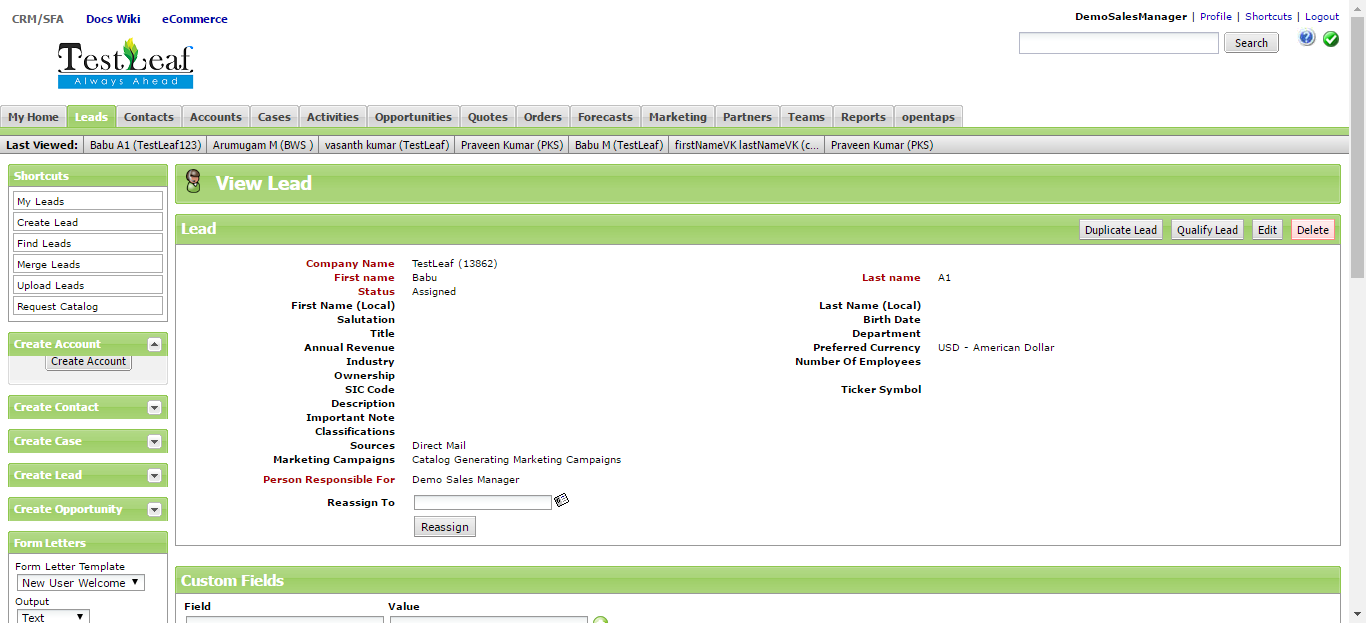 CRM/SFA Docs Wiki eCommerce
DemoSalesManager | Profile | Shortcuts | Logout
TestLeaf
Always Ahead
Search
My Home Leads Contacts Accounts Cases Activities Opportunities Quotes Orders Forecasts Marketing Partners Teams Reports opentaps
Last Viewed: Babu A1 (TestLeaf123) Arumugam M (BWS ) vasanth kumar (TestLeaf) Praveen Kumar (PKS) Babu M (TestLeaf) firstNameVK lastNameVK (c... Praveen Kumar (PKS)
Shortcuts
My Leads
Create Lead
Find Leads
Merge Leads
Upload Leads
Request Catalog
Create Account
Create Account
Create Contact
Create Case
Create Lead
Create Opportunity
Form Letters
Form Letter Template
New User Welcome
Output
Text
View Lead
Lead
Duplicate Lead Qualify Lead Edit Delete
Company Name TestLeaf (13862)
First name Babu Last name A1
Status Assigned
First Name (Local) Last Name (Local)
Salutation Birth Date
Title Department
Annual Revenue Preferred Currency USD - American Dollar
Industry Number Of Employees
Ownership
SIC Code Ticker Symbol
Description
Important Note
Classifications
Sources Direct Mail
Marketing Campaigns Catalog Generating Marketing Campaigns
Person Responsible For Demo Sales Manager
Reassign To
Reassign
Custom Fields
Field Value